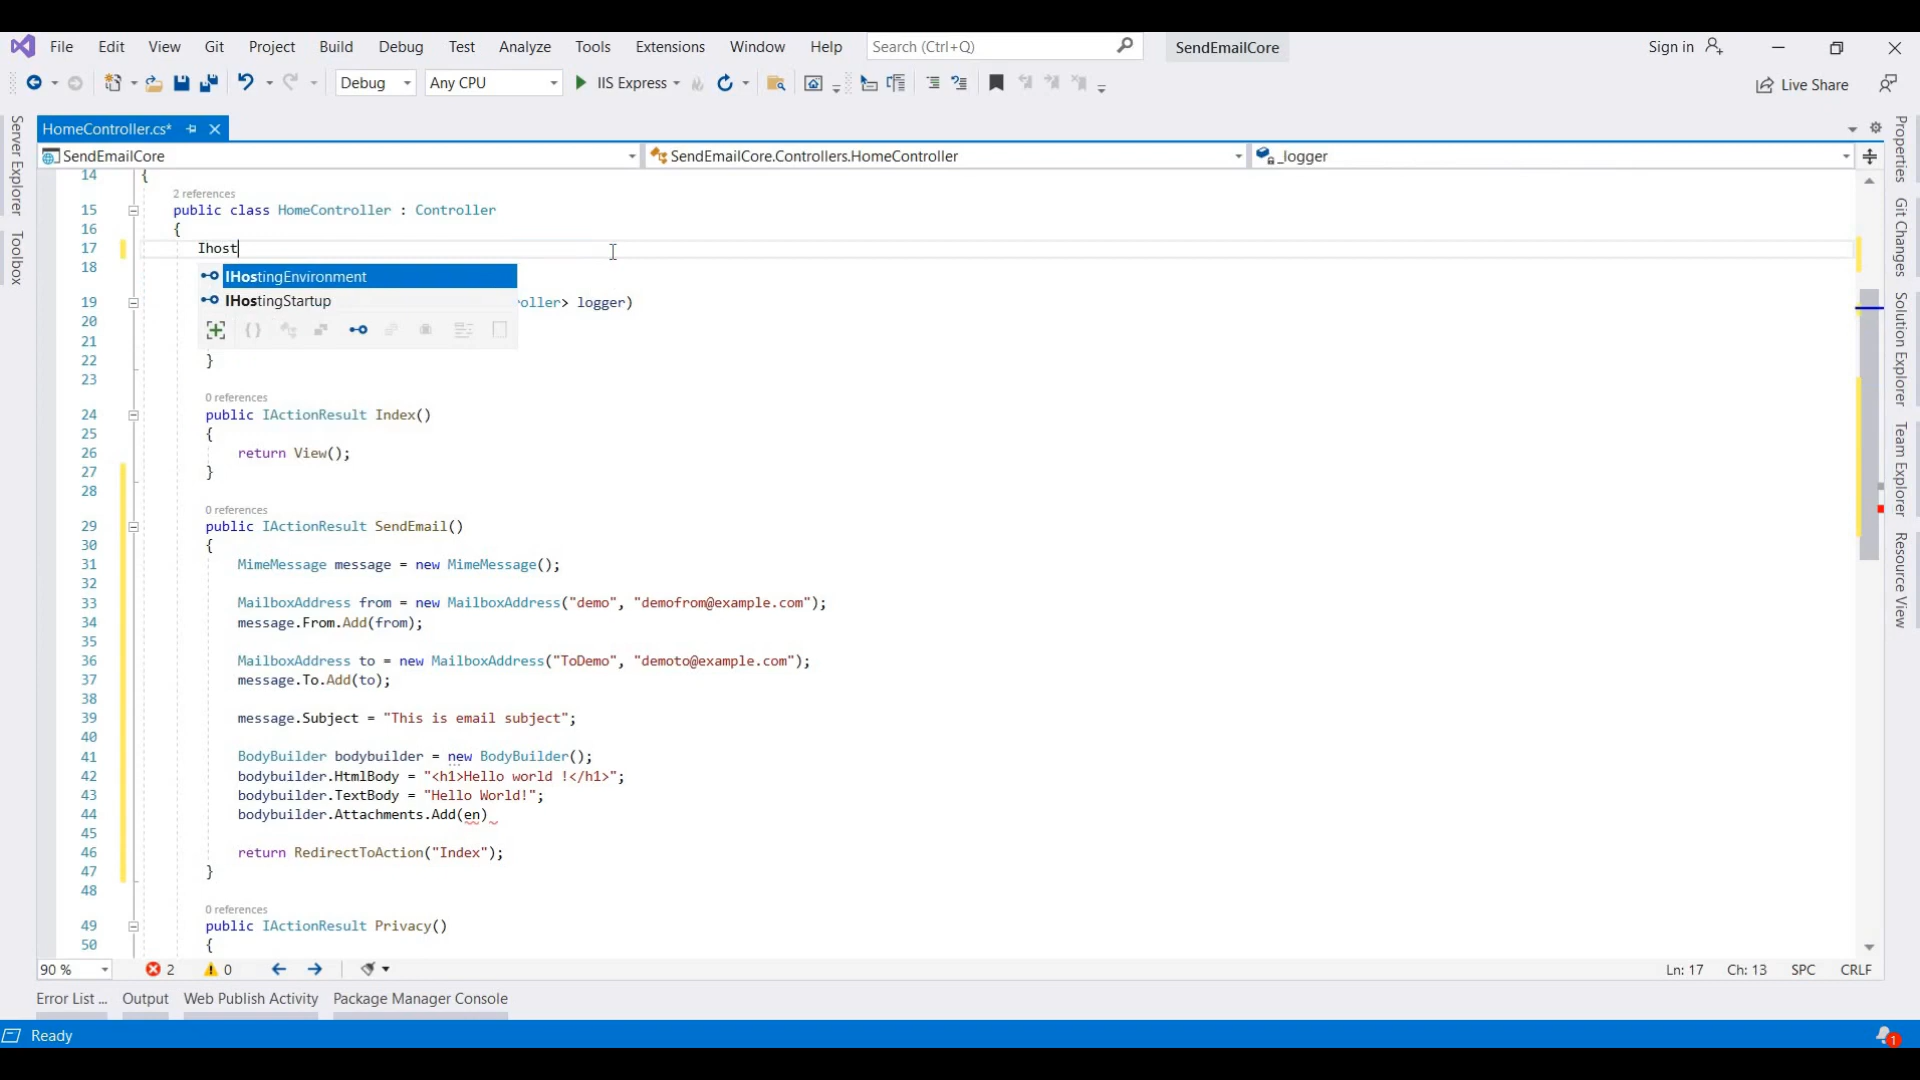 File Edit View Git Project Build Debug Test Analyze Tools Extensions Window Help Search (Ctrl+Q) SendEmailCore Sign in
Debug Any CPU IIS Express Live Share
HomeController.cs*
SendEmailCore SendEmailCore.Controllers.HomeController _logger
Server Explorer
Toolbox
Properties
Git Changes
Solution Explorer
Team Explorer
Resource View
14 {
2 references
15 public class HomeController : Controller
16 {
17 Ihost
18 IHostingEnvironment
IHostingStartup
19 oller> logger)
20
21
22 }
23
0 references
24 public IActionResult Index()
25 {
26 return View();
27 }
28
0 references
29 public IActionResult SendEmail()
30 {
31 MimeMessage message = new MimeMessage();
32
33 MailboxAddress from = new MailboxAddress("demo", "demofrom@example.com");
34 message.From.Add(from);
35
36 MailboxAddress to = new MailboxAddress("ToDemo", "demoto@example.com");
37 message.To.Add(to);
38
39 message.Subject = "This is email subject";
40
41 BodyBuilder bodybuilder = new BodyBuilder();
42 bodybuilder.HtmlBody = "<h1>Hello world !</h1>";
43 bodybuilder.TextBody = "Hello World!";
44 bodybuilder.Attachments.Add(en)
45
46 return RedirectToAction("Index");
47 }
48
0 references
49 public IActionResult Privacy()
50 {
90 % 2 0 Ln: 17 Ch: 13 SPC CRLF
Error List ... Output Web Publish Activity Package Manager Console
Ready 1